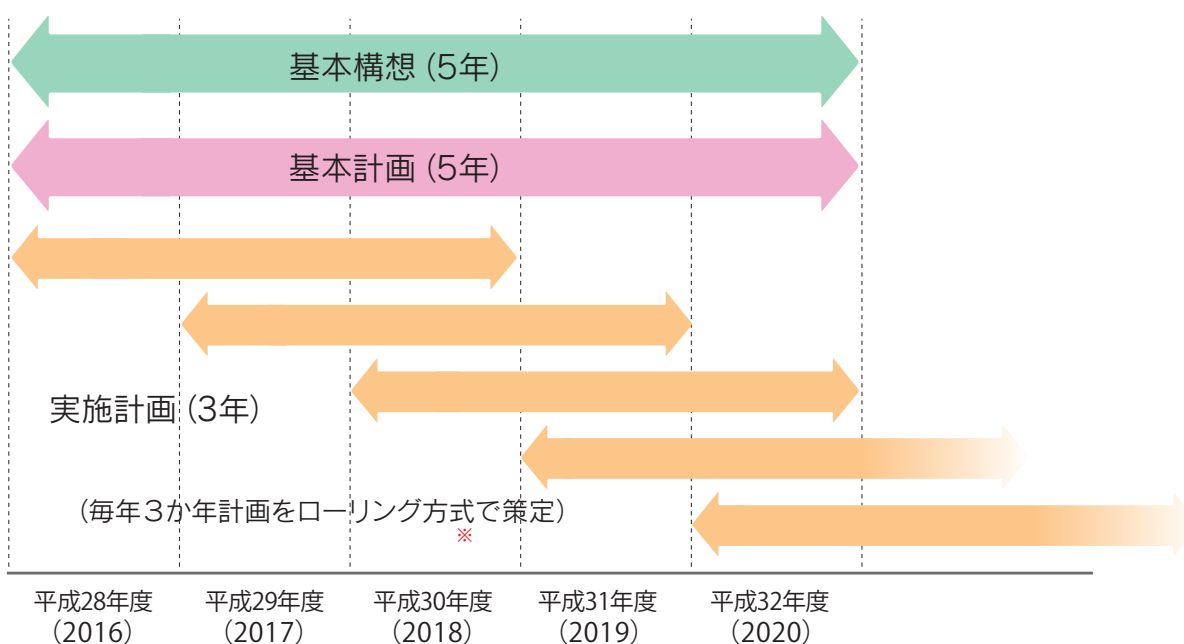 基本構想（5年）
基本計画（5年）
実施計画（3年）
（毎年３か年計画をローリング方式で策定）
※
平成28年度
（2016）
平成29年度
（2017）
平成30年度
（2018）
平成31年度
（2019）
平成32年度
（2020）